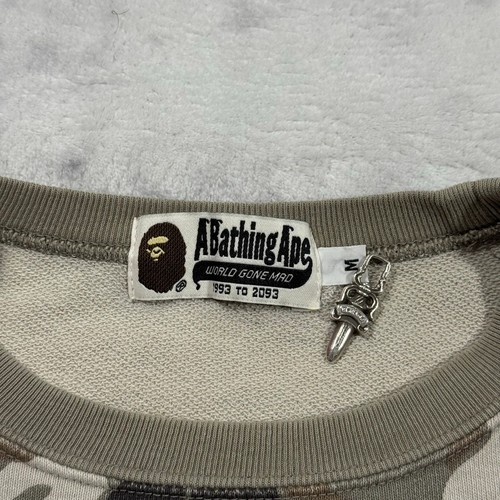 ABathingApe
WORLD GONE MAD
1993 TO 2093
®
M